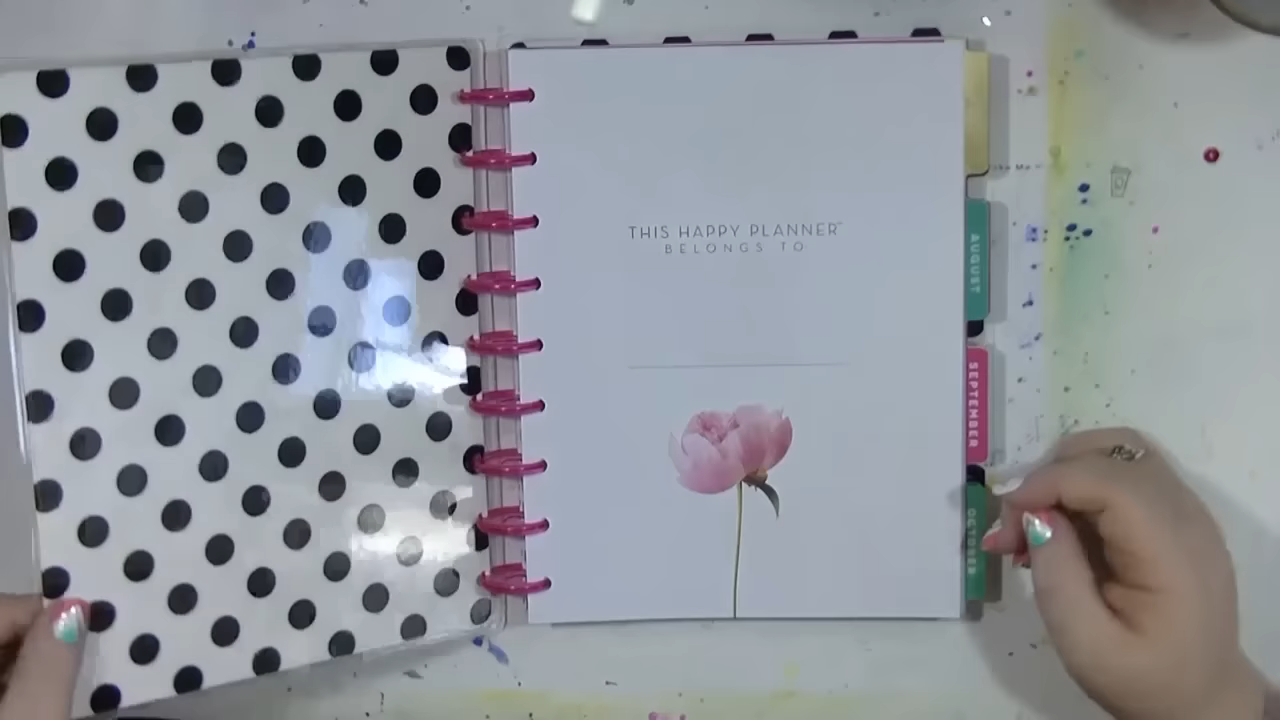 THIS HAPPY PLANNER™
BELONGS TO
AUGUST
SEPTEMBER
OCTOBER